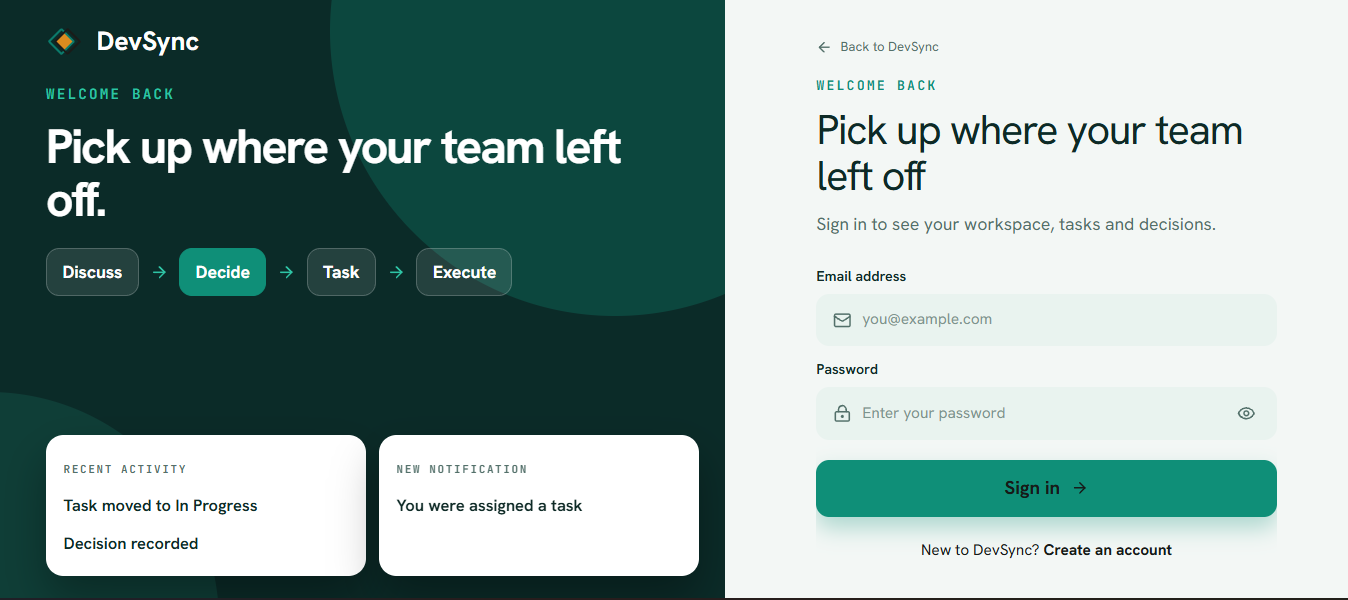 DevSync
WELCOME BACK
Pick up where your team left
off.
Discuss
Decide
Task
Execute
RECENT ACTIVITY
Task moved to In Progress
Decision recorded
NEW NOTIFICATION
You were assigned a task
Back to DevSync
WELCOME BACK
Pick up where your team
left off
Sign in to see your workspace, tasks and decisions.
Email address
you@example.com
Password
Enter your password
Sign in
New to DevSync? Create an account